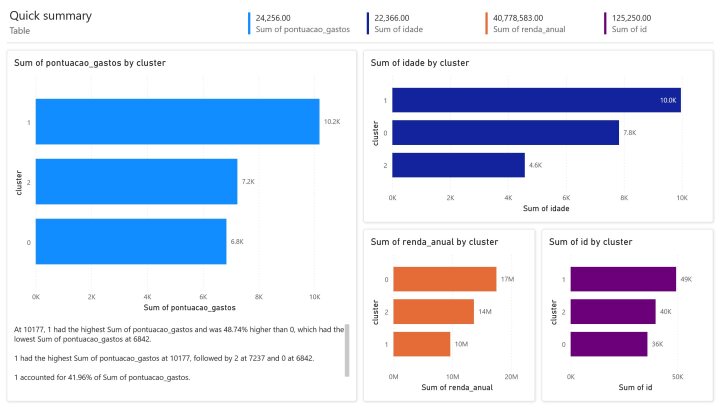 Quick summary
Table
24,256.00
Sum of pontuacao_gastos
22,366.00
Sum of idade
40,778,583.00
Sum of renda_anual
125,250.00
Sum of id
Sum of pontuacao_gastos by cluster
cluster
1
10.2K
2
7.2K
0
6.8K
0K
2K
4K
6K
8K
10K
Sum of pontuacao_gastos
At 10177, 1 had the highest Sum of pontuacao_gastos and was 48.74% higher than 0, which had the
lowest Sum of pontuacao_gastos at 6842.
1 had the highest Sum of pontuacao_gastos at 10177, followed by 2 at 7237 and 0 at 6842.
1 accounted for 41.96% of Sum of pontuacao_gastos.
Sum of idade by cluster
cluster
1
10.0K
0
7.8K
2
4.6K
0K
2K
4K
6K
8K
10K
Sum of idade
Sum of renda_anual by cluster
cluster
0
17M
2
14M
1
10M
0M
10M
20M
Sum of renda_anual
Sum of id by cluster
cluster
1
49K
2
40K
0
36K
0K
50K
Sum of id